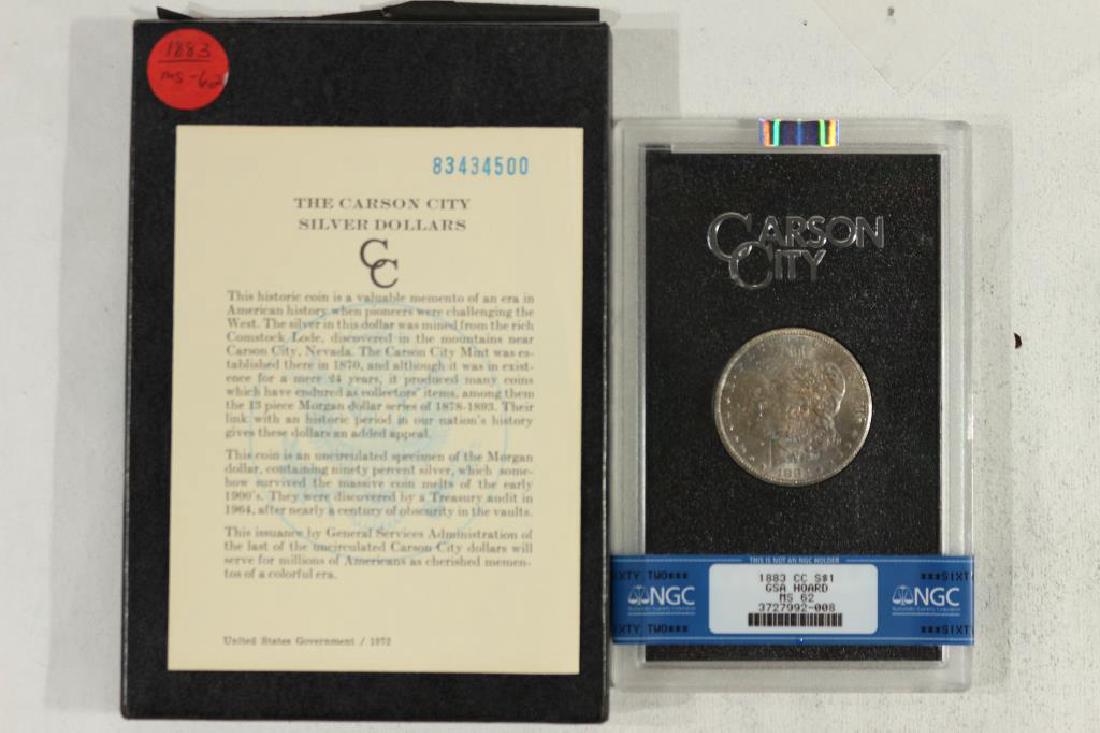 1883
MS-62
83434500
THE CARSON CITY
SILVER DOLLARS
CC
This historic coin is a valuable memento of an era in
American history when pioneers were challenging the
West. The silver in this dollar was mined from the rich
Comstock Lode, discovered in the mountains near
Carson City, Nevada. The Carson City Mint was es-
tablished there in 1870, and although it was in exist-
ence for a mere 24 years, it produced many coins
which have endured as collectors' items, among them
the 13 piece Morgan dollar series of 1878-1893. Their
link with an historic period in our nation's history
gives these dollars an added appeal.
This coin is an uncirculated specimen of the Morgan
dollar, containing ninety percent silver, which some-
how survived the massive coin melts of the early
1900's. They were discovered by a Treasury audit in
1964, after nearly a century of obscurity in the vaults.
This issuance by General Services Administration of
the last of the uncirculated Carson City dollars will
serve for millions of Americans as cherished memen-
tos of a colorful era.
United States Government / 1972
CARSON
CITY
THIS IS NOT AN NGC HOLDER
IXTY TWO***
NGC
IXTY TWO***
1883 CC S$1
GSA HOARD
MS 62
3727992-008
***SIXT
NGC
***SIXT